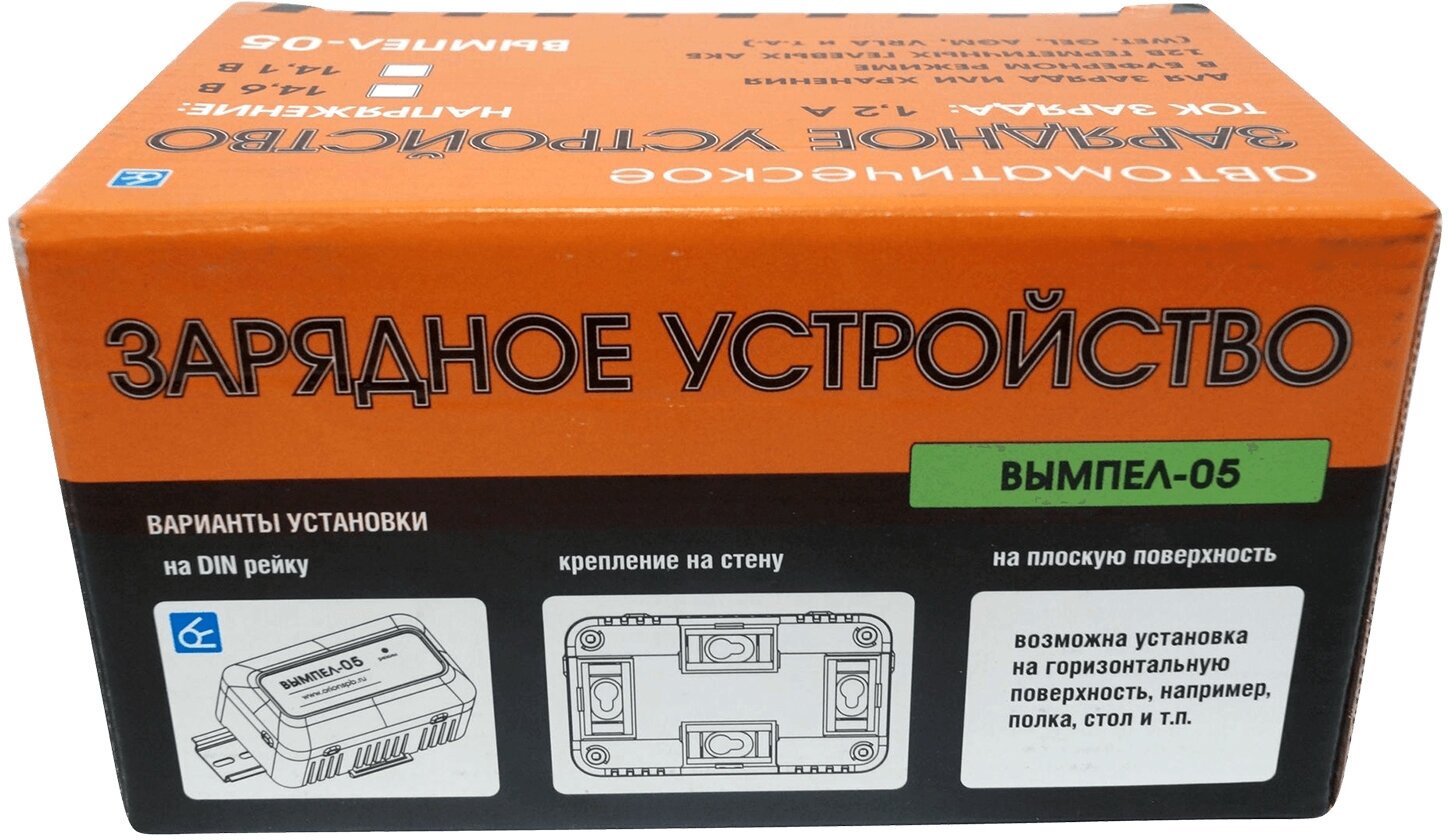 автоматическое
ЗАРЯДНОЕ УСТРОЙСТВО
ТОК ЗАРЯДА: 1,2 А
НАПРЯЖЕНИЕ:
14,6 В
14,1 В
ДЛЯ ЗАРЯДА ИЛИ ХРАНЕНИЯ
В БУФЕРНОМ РЕЖИМЕ
12В ГЕРМЕТИЧНЫХ ГЕЛЕВЫХ АКБ
(WET, GEL, AGM, VRLA И Т.Д.)
ВЫМПЕЛ-05
ЗАРЯДНОЕ УСТРОЙСТВО
ВЫМПЕЛ-05
ВАРИАНТЫ УСТАНОВКИ
на DIN рейку
крепление на стену
на плоскую поверхность
ВЫМПЕЛ-05
www.orionspb.ru
возможна установка
на горизонтальную
поверхность, например,
полка, стол и т.п.